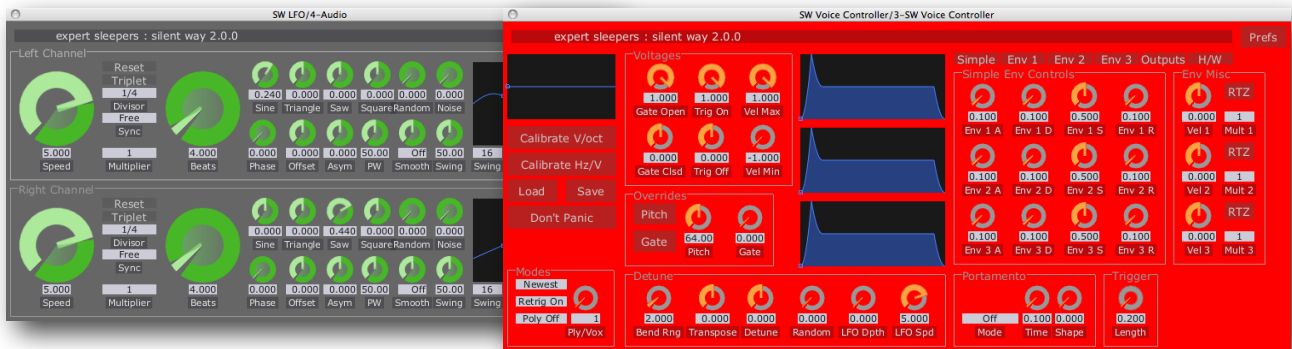 SW LFO/4-Audio
expert sleepers : silent way 2.0.0
Left Channel
Reset
Triplet
1/4
Divisor
Free
Sync
5.000 1 4.000
Speed Multiplier Beats
0.240 0.000 0.000 0.000 0.000 0.000
Sine Triangle Saw Square Random Noise
0.000 0.000 0.000 50.00 Off 50.00 16
Phase Offset Asym PW Smooth Swing Swing
Right Channel
Reset
Triplet
1/4
Divisor
Free
Sync
5.000 1 4.000
Speed Multiplier Beats
0.000 0.000 0.440 0.000 0.000 0.000
Sine Triangle Saw Square Random Noise
0.000 0.000 0.000 50.00 Off 50.00 16
Phase Offset Asym PW Smooth Swing Swing
SW Voice Controller/3-SW Voice Controller
expert sleepers : silent way 2.0.0
Prefs
Calibrate V/oct
Calibrate Hz/V
Load Save
Don't Panic
Modes
Newest
Retrig On
Poly Off 1
Ply/Vox
Voltages
1.000 1.000 1.000
Gate Open Trig On Vel Max
0.000 0.000 -1.000
Gate Clsd Trig Off Vel Min
Overrides
Pitch
Gate
64.00 0.000
Pitch Gate
Detune
2.000 0.000 0.000 0.000 0.000 5.000
Bend Rng Transpose Detune Random LFO Dpth LFO Spd
Simple Env 1 Env 2 Env 3 Outputs H/W
Simple Env Controls
0.100 0.100 0.500 0.100
Env 1 A Env 1 D Env 1 S Env 1 R
0.100 0.100 0.500 0.100
Env 2 A Env 2 D Env 2 S Env 2 R
0.100 0.100 0.500 0.100
Env 3 A Env 3 D Env 3 S Env 3 R
Env Misc
RTZ
0.000 1
Vel 1 Mult 1
RTZ
0.000 1
Vel 2 Mult 2
RTZ
0.000 1
Vel 3 Mult 3
Portamento
Off 0.100 0.000
Mode Time Shape
Trigger
0.200
Length